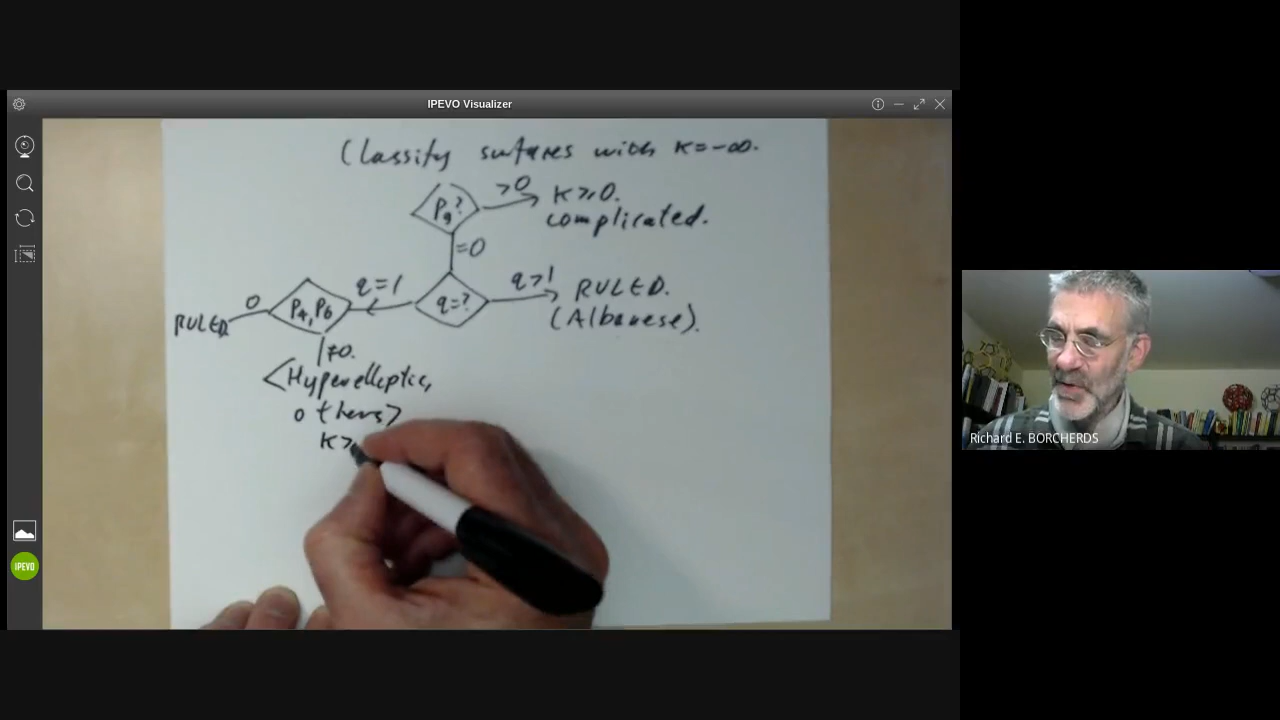 IPEVO Visualizer
Classify surfaces with κ=-∞.
Pg?
>0
κ≥0.
complicated.
=0
q=?
q>1
RULED.
(Albanese).
q=1
P4,P6
0
RULED
≠0.
<Hyperelliptic,
others>
κ≥
iPEVO
Richard E. BORCHERDS